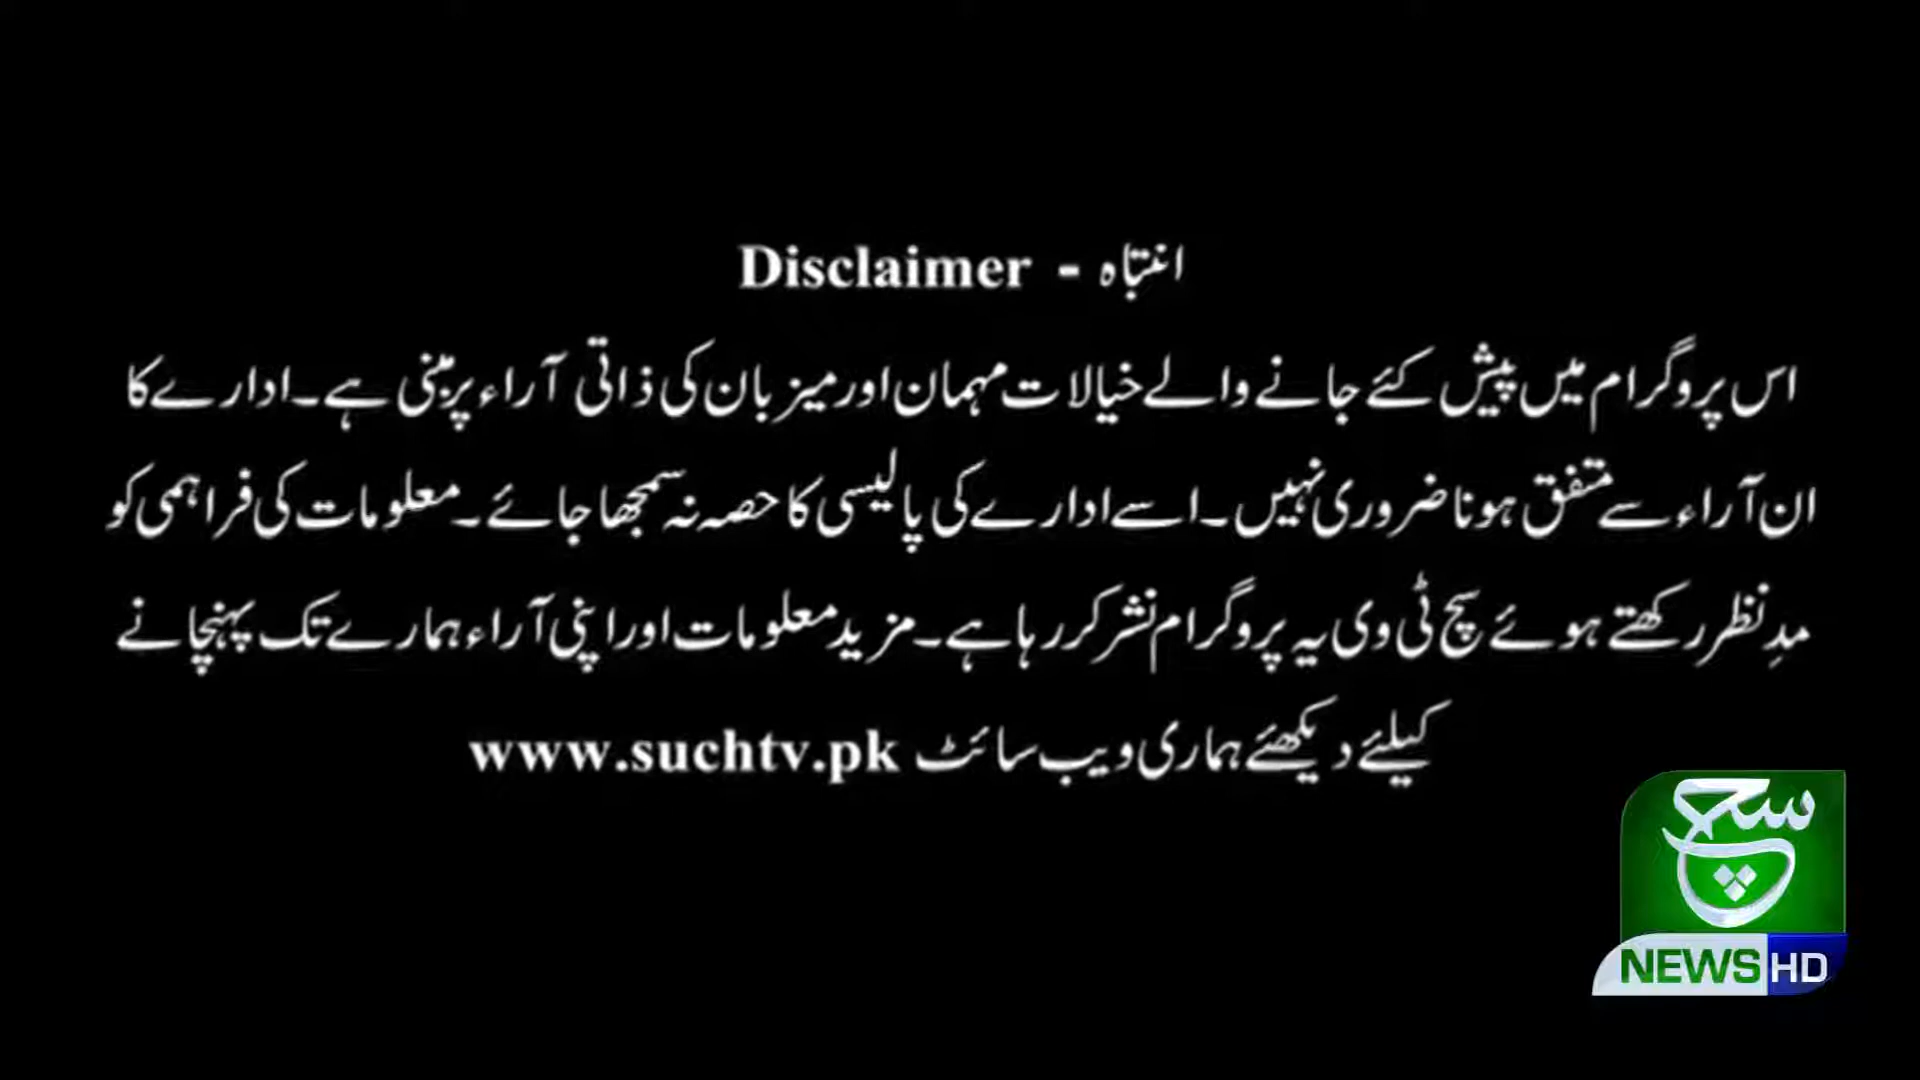 انتباہ - Disclaimer
اس پروگرام میں پیش کئے جانے والے خیالات مہمان اور میزبان کی ذاتی آراء پر مبنی ہے۔ ادارے کا
ان آراء سے متفق ہونا ضروری نہیں۔ اسے ادارے کی پالیسی کا حصہ نہ سمجھا جائے۔ معلومات کی فراہمی کو
مدِنظر رکھتے ہوئے سچ ٹی وی یہ پروگرام نشر کر رہا ہے۔ مزید معلومات اور اپنی آراء ہمارے تک پہنچانے
کیلئے دیکھئے ہماری ویب سائٹ www.suchtv.pk
سچ
NEWS HD